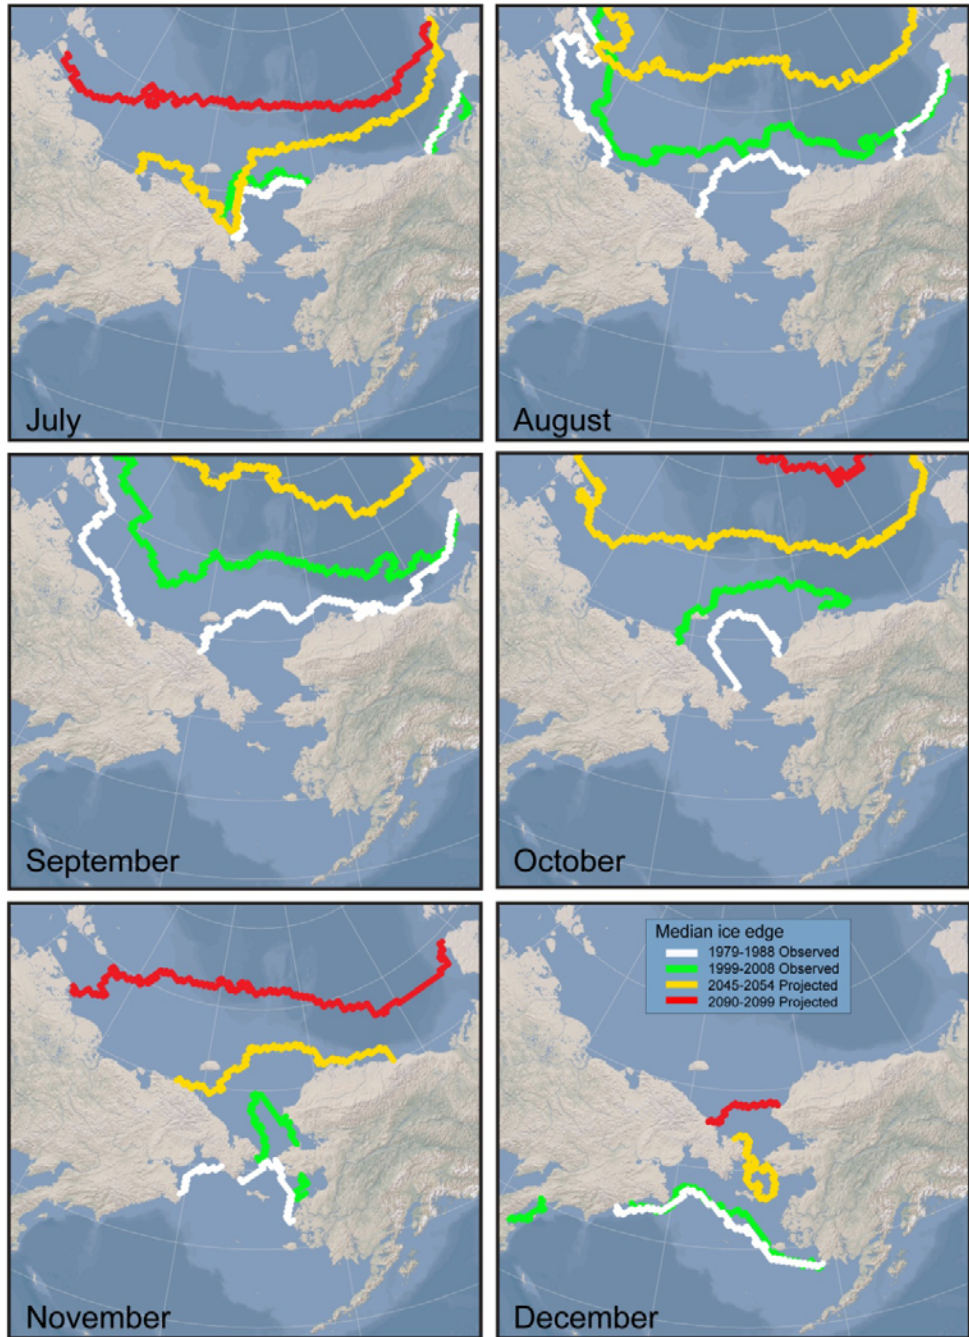 July
August
September
October
November
December
Median ice edge
1979-1988 Observed
1999-2008 Observed
2045-2054 Projected
2090-2099 Projected